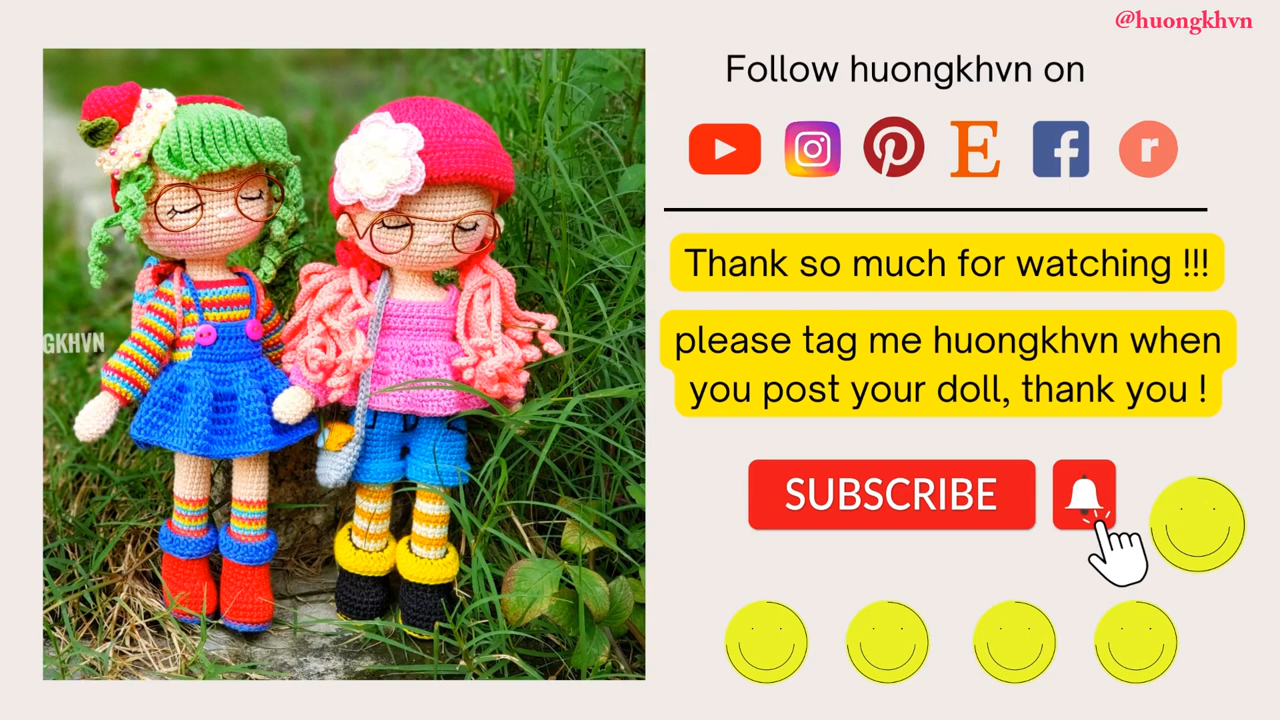 @huongkhvn
Follow huongkhvn on
E
r
Thank so much for watching !!!
GKHVN
please tag me huongkhvn when
you post your doll, thank you !
SUBSCRIBE